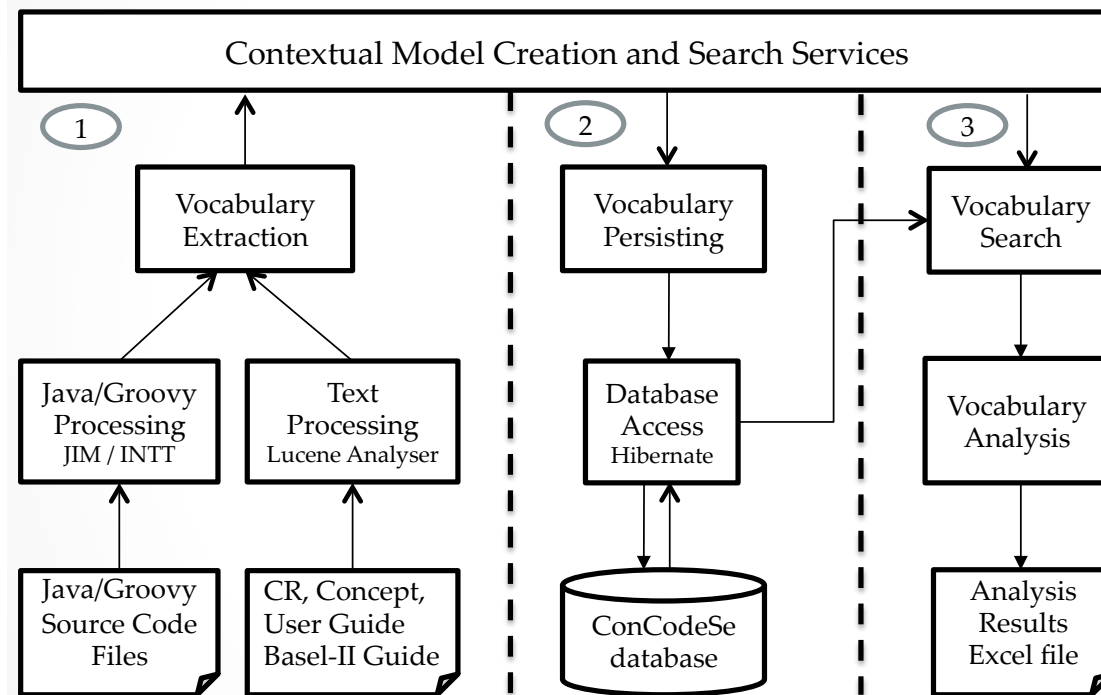 Contextual Model Creation and Search Services
1
2
3
Vocabulary
Extraction
Vocabulary
Persisting
Vocabulary
Search
Java/Groovy
Processing
JIM / INTT
Text
Processing
Lucene Analyser
Database
Access
Hibernate
Vocabulary
Analysis
Java/Groovy
Source Code
Files
CR, Concept,
User Guide
Basel-II Guide
ConCodeSe
database
Analysis
Results
Excel file